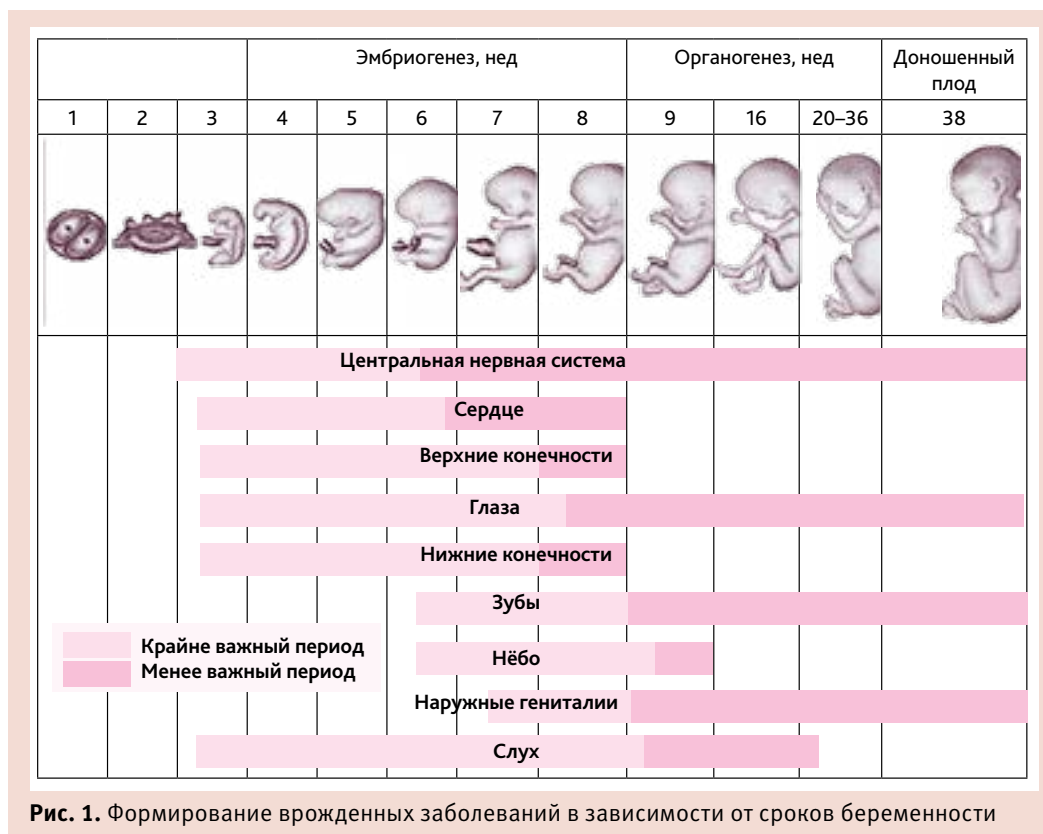 Эмбриогенез, нед
Органогенез, нед
Доношенный
плод
1 2 3 4 5 6 7 8 9 16 20–36 38
Центральная нервная система
Сердце
Верхние конечности
Глаза
Нижние конечности
Зубы
Нёбо
Наружные гениталии
Слух
Крайне важный период
Менее важный период
Рис. 1. Формирование врожденных заболеваний в зависимости от сроков беременности